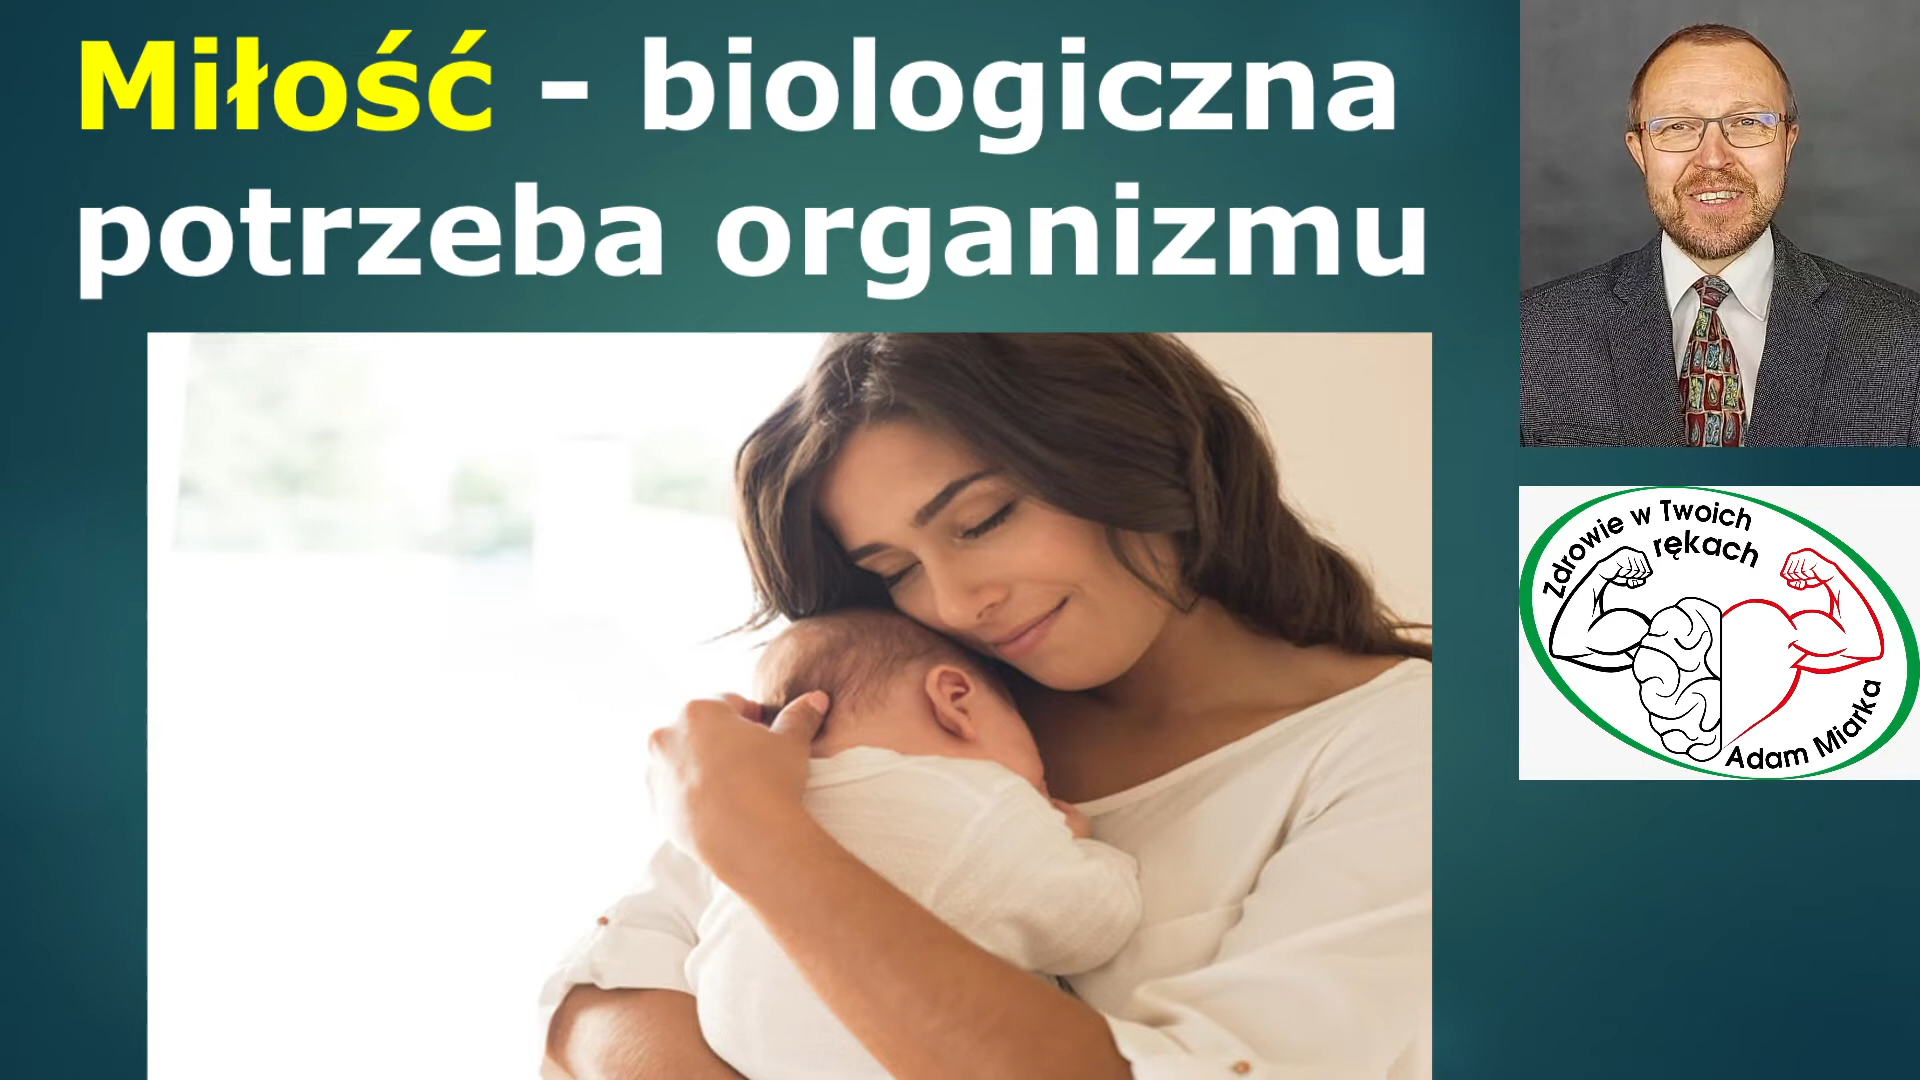 Miłość - biologiczna
potrzeba organizmu
Zdrowie w Twoich
rękach
Adam Miarka